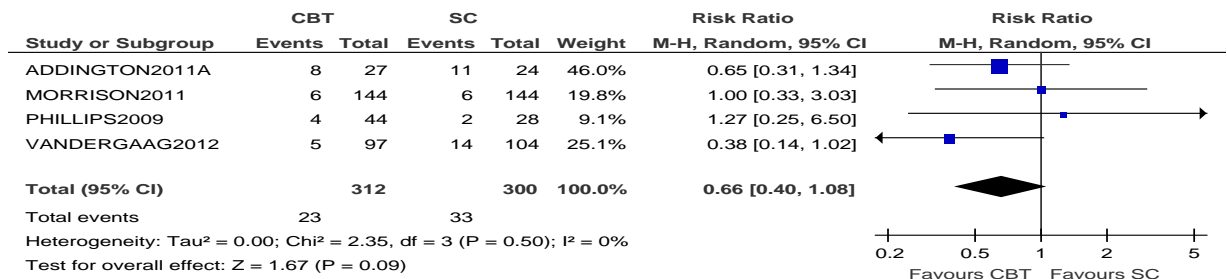 CBT SC Risk Ratio Risk Ratio
Study or Subgroup Events Total Events Total Weight M-H, Random, 95% CI M-H, Random, 95% CI
ADDINGTON2011A 8 27 11 24 46.0% 0.65 [0.31, 1.34]
MORRISON2011 6 144 6 144 19.8% 1.00 [0.33, 3.03]
PHILLIPS2009 4 44 2 28 9.1% 1.27 [0.25, 6.50]
VANDERGAAG2012 5 97 14 104 25.1% 0.38 [0.14, 1.02]
Total (95% CI) 312 300 100.0% 0.66 [0.40, 1.08]
Total events 23 33
Heterogeneity: Tau² = 0.00; Chi² = 2.35, df = 3 (P = 0.50); I² = 0%
Test for overall effect: Z = 1.67 (P = 0.09)
0.2 0.5 1 2 5
Favours CBT Favours SC